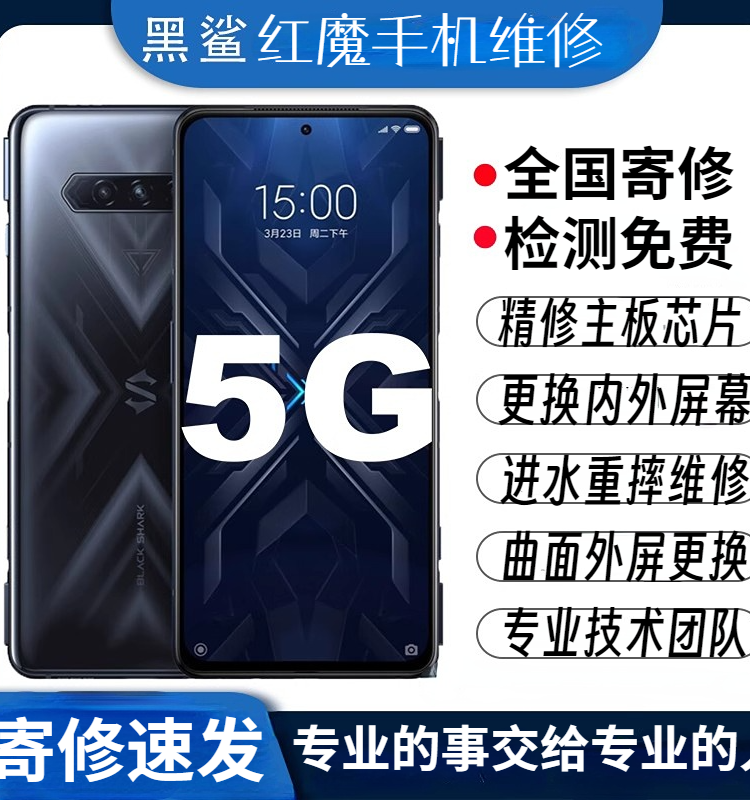 黑鲨红魔手机维修
15:00
3月23日 周二下午
5G
BLACK SHARK
全国寄修
检测免费
精修主板芯片
更换内外屏幕
进水重摔维修
曲面外屏更换
专业技术团队
寄修速发
专业的事交给专业的人